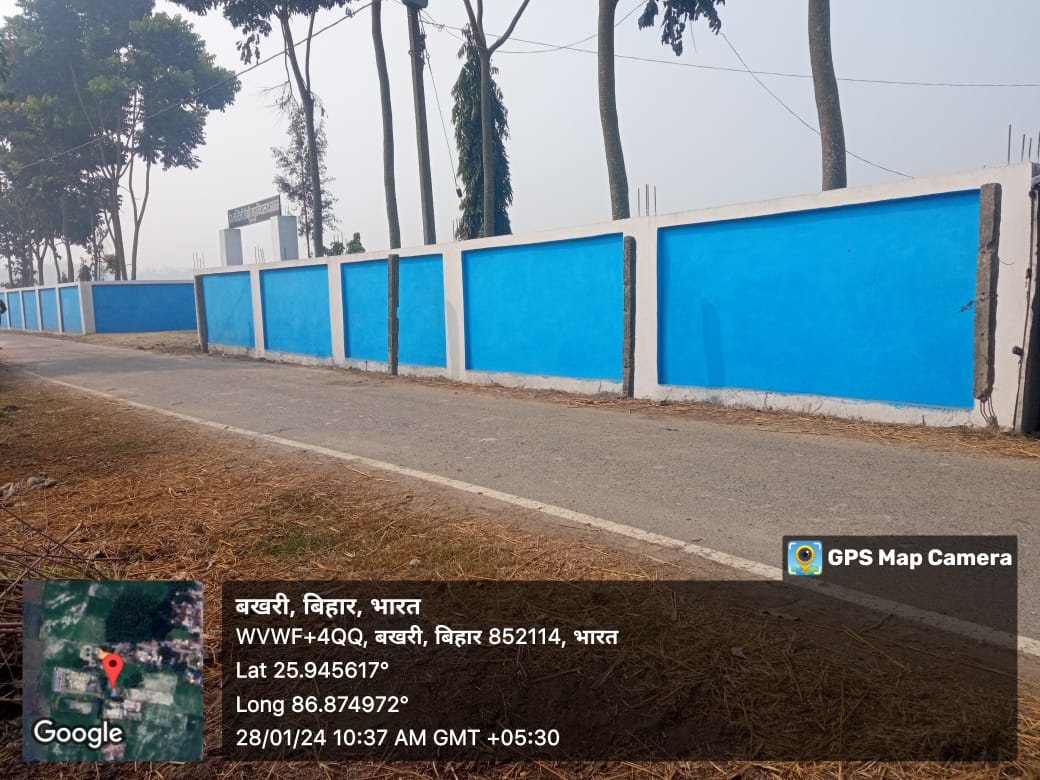 GPS Map Camera
बखरी, बिहार, भारत
WVWF+4QQ, बखरी, बिहार 852114, भारत
Lat 25.945617°
Long 86.874972°
28/01/24 10:37 AM GMT +05:30
Google